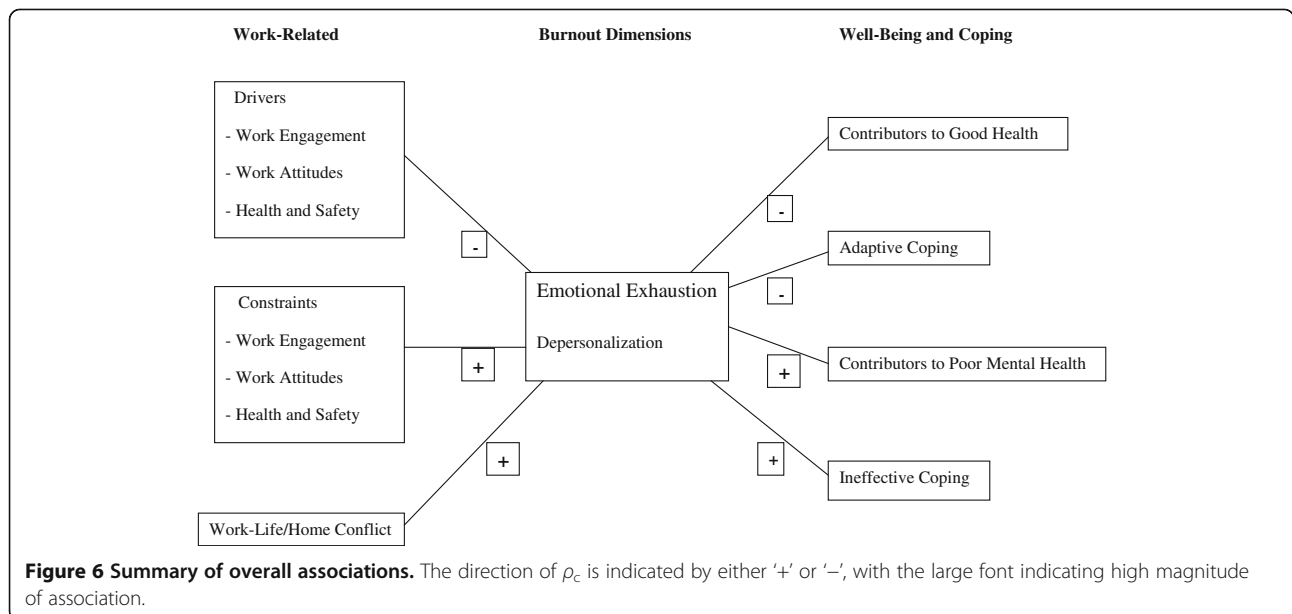 Work-Related
Burnout Dimensions
Well-Being and Coping
Drivers
- Work Engagement
- Work Attitudes
- Health and Safety
-
Constraints
- Work Engagement
- Work Attitudes
- Health and Safety
+
Work-Life/Home Conflict
+
Emotional Exhaustion
Depersonalization
Contributors to Good Health
-
Adaptive Coping
-
Contributors to Poor Mental Health
+
Ineffective Coping
+
Figure 6 Summary of overall associations. The direction of ρc is indicated by either ‘+’ or ‘−’, with the large font indicating high magnitude
of association.